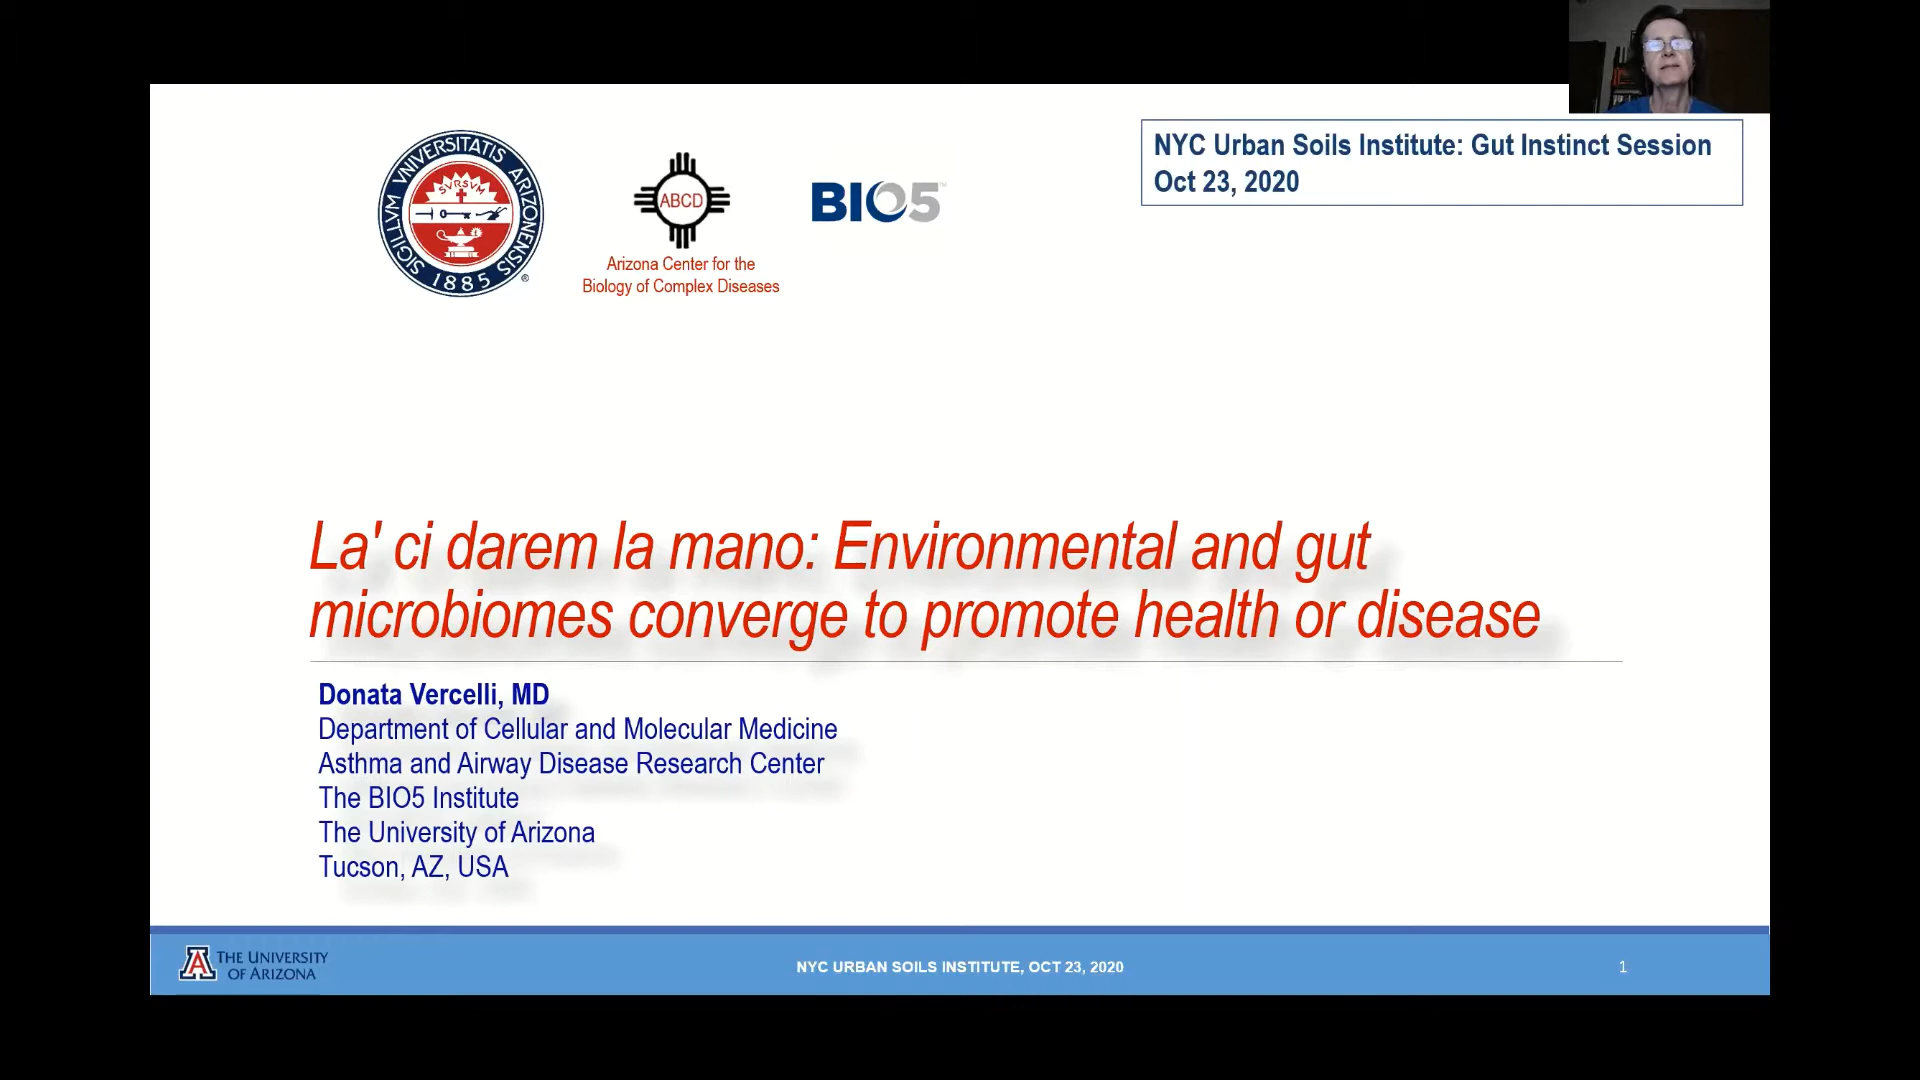 SIGILLVM VNIVERSITATIS ARIZONENSIS
SVRSVM
1885
®
ABCD
Arizona Center for the
Biology of Complex Diseases
BIO5™
NYC Urban Soils Institute: Gut Instinct Session
Oct 23, 2020
La' ci darem la mano: Environmental and gut
microbiomes converge to promote health or disease
Donata Vercelli, MD
Department of Cellular and Molecular Medicine
Asthma and Airway Disease Research Center
The BIO5 Institute
The University of Arizona
Tucson, AZ, USA
A
THE UNIVERSITY
OF ARIZONA
NYC URBAN SOILS INSTITUTE, OCT 23, 2020
1